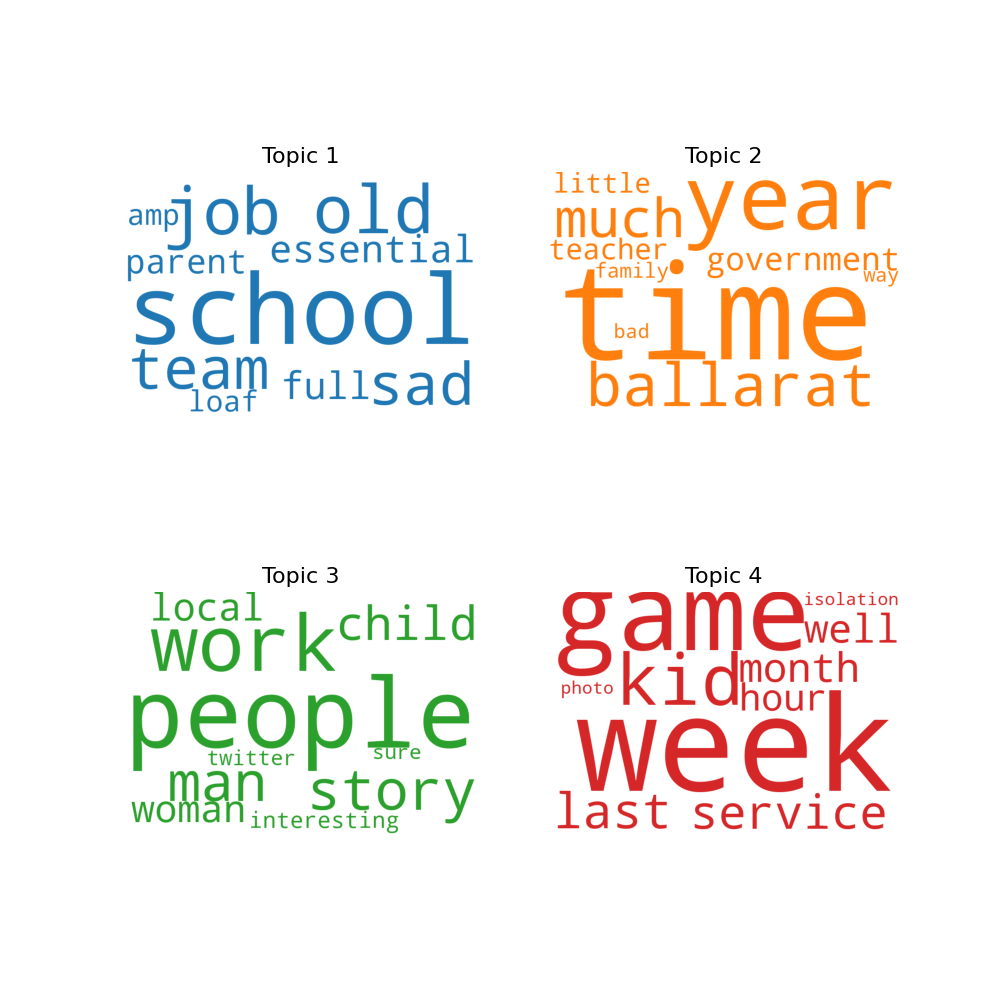 Topic 1
amp job old
parent essential
school
team full sad
loaf
Topic 2
little year
much
teacher government
family way
time
bad
ballarat
Topic 3
local child
work
people
twitter sure
man story
woman interesting
Topic 4
game isolation
well
kid month
photo hour
week
last service